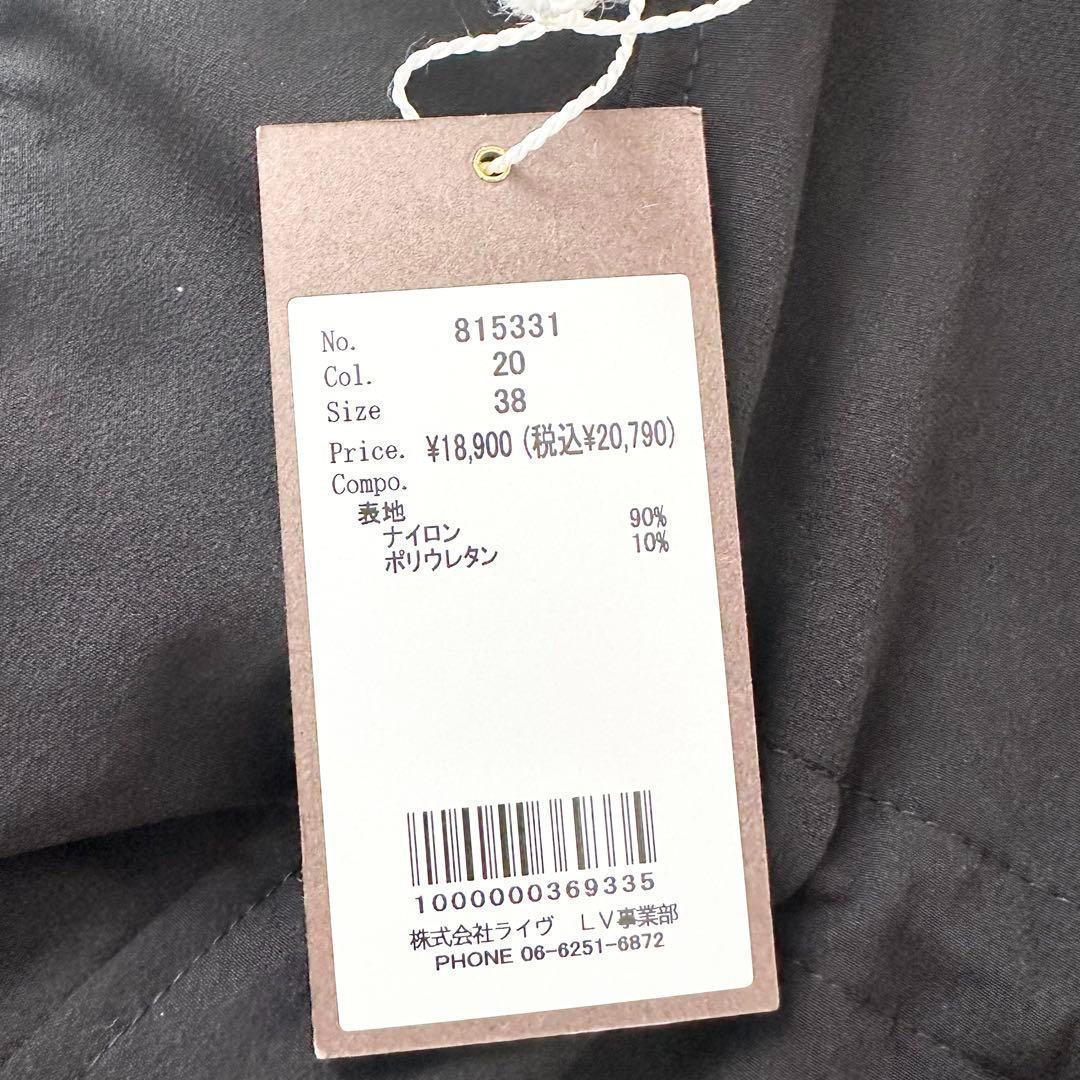 No. 815331
Col. 20
Size 38
Price. ¥18,900 (税込¥20,790)
Compo.
表地
ナイロン 90%
ポリウレタン 10%
1000000369335
株式会社ライヴ LV事業部
PHONE 06-6251-6872